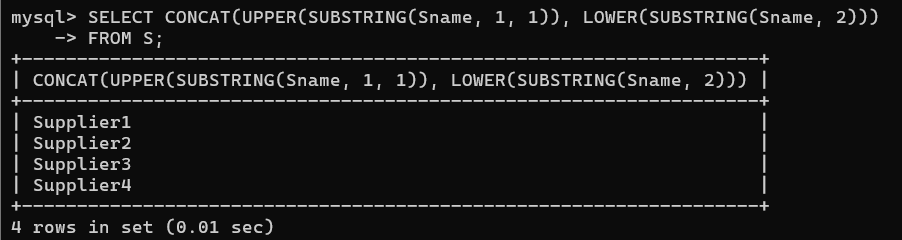 mysql> SELECT CONCAT(UPPER(SUBSTRING(Sname, 1, 1)), LOWER(SUBSTRING(Sname, 2)))
    -> FROM S;
+-------------------------------------------------------------------+
| CONCAT(UPPER(SUBSTRING(Sname, 1, 1)), LOWER(SUBSTRING(Sname, 2))) |
+-------------------------------------------------------------------+
| Supplier1                                                         |
| Supplier2                                                         |
| Supplier3                                                         |
| Supplier4                                                         |
+-------------------------------------------------------------------+
4 rows in set (0.01 sec)